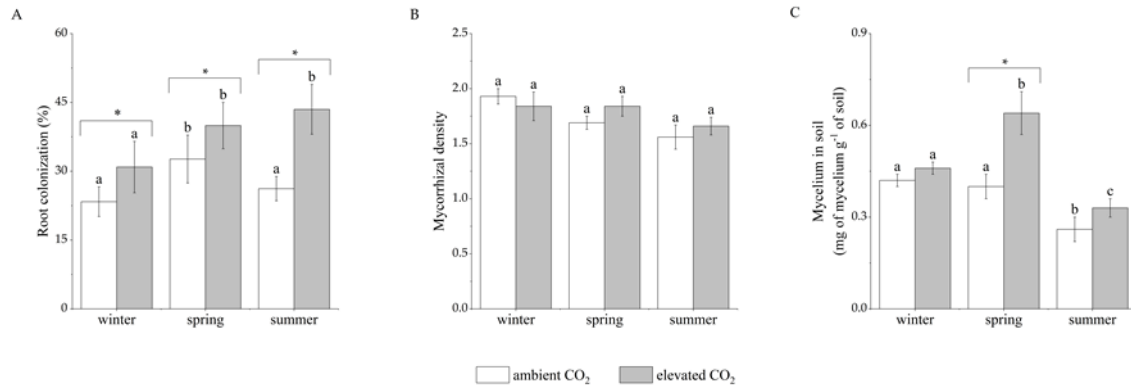 A
Root colonization (%)
60
45
30
15
0
*
*
*
a
a
b
b
a
b
winter
spring
summer
B
Mycorrhizal density
2.5
2.0
1.5
1.0
0.5
0.0
a
a
a
a
a
a
winter
spring
summer
C
Mycelium in soil
(mg of mycelium g⁻¹ of soil)
0.9
0.6
0.3
0.0
*
a
a
a
b
b
c
winter
spring
summer
ambient CO₂
elevated CO₂